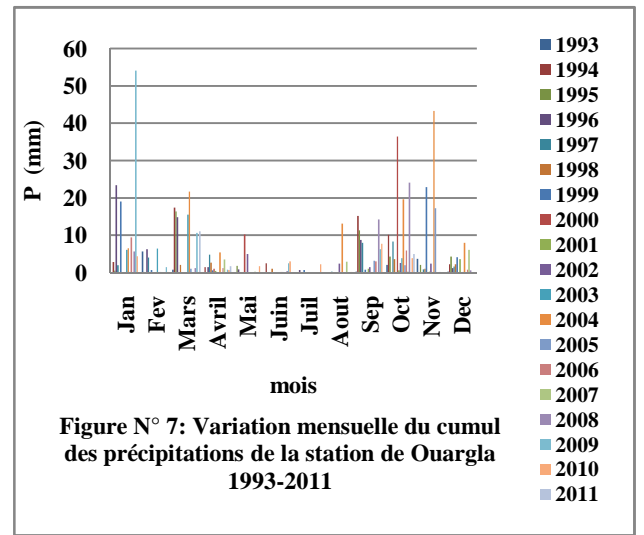 60
50
40
30
20
10
0
P (mm)
Jan
Fev
Mars
Avril
Mai
Juin
Juil
Aout
Sep
Oct
Nov
Dec
mois
1993
1994
1995
1996
1997
1998
1999
2000
2001
2002
2003
2004
2005
2006
2007
2008
2009
2010
2011
Figure N° 7: Variation mensuelle du cumul
des précipitations de la station de Ouargla
1993-2011